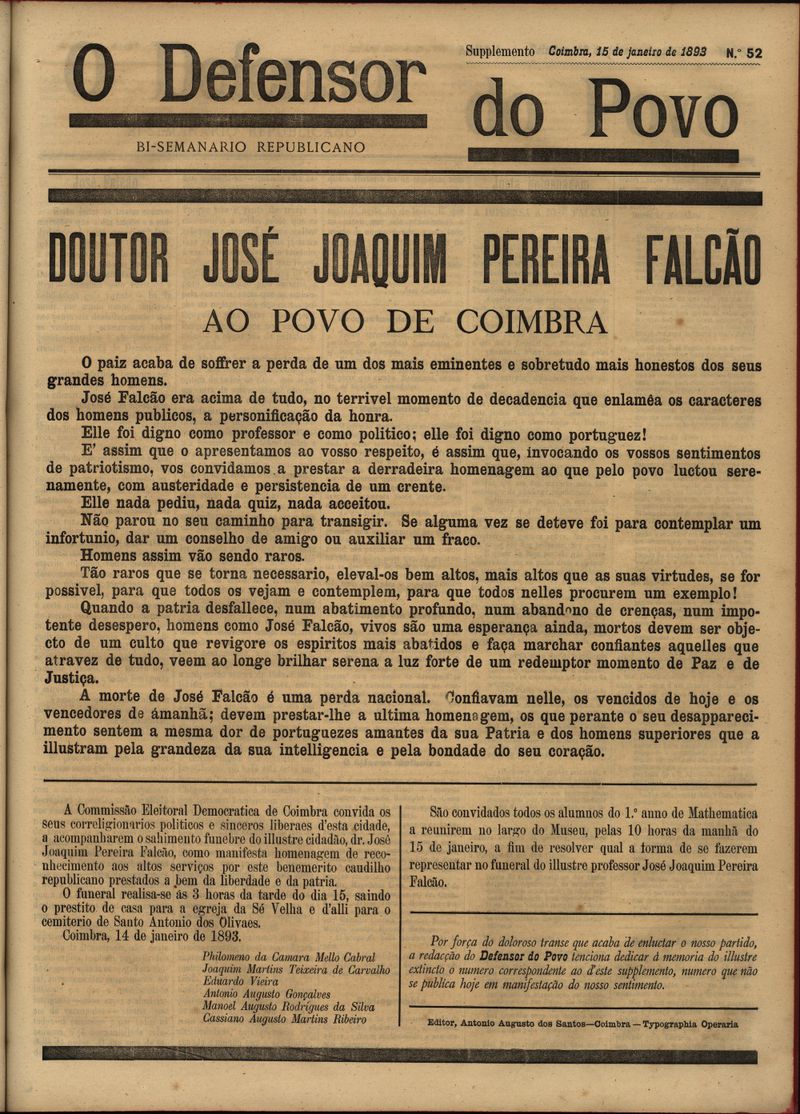 O Defensor
do Povo
Supplemento Coimbra, 15 de janeiro de 1893 N.º 52
BI-SEMANARIO REPUBLICANO
DOUTOR JOSÉ JOAQUIM PEREIRA FALCÃO
AO POVO DE COIMBRA
O paiz acaba de soffrer a perda de um dos mais eminentes e sobretudo mais honestos dos seus
grandes homens.
José Falcão era acima de tudo, no terrivel momento de decadencia que enlamêa os caracteres
dos homens publicos, a personificação da honra.
Elle foi digno como professor e como politico; elle foi digno como portuguez!
E' assim que o apresentamos ao vosso respeito, é assim que, invocando os vossos sentimentos
de patriotismo, vos convidamos a prestar a derradeira homenagem ao que pelo povo luctou sere-
namente, com austeridade e persistencia de um crente.
Elle nada pediu, nada quiz, nada acceitou.
Não parou no seu caminho para transigir. Se alguma vez se deteve foi para contemplar um
infortunio, dar um conselho de amigo ou auxiliar um fraco.
Homens assim vão sendo raros.
Tão raros que se torna necessario, eleval-os bem altos, mais altos que as suas virtudes, se for
possivel, para que todos os vejam e contemplem, para que todos nelles procurem um exemplo!
Quando a patria desfallece, num abatimento profundo, num abandono de crenças, num impo-
tente desespero, homens como José Falcão, vivos são uma esperança ainda, mortos devem ser obje-
cto de um culto que revigore os espiritos mais abatidos e faça marchar confiantes aquelles que
atravez de tudo, veem ao longe brilhar serena a luz forte de um redemptor momento de Paz e de
Justiça.
A morte de José Falcão é uma perda nacional. Confiavam nelle, os vencidos de hoje e os
vencedores de ámanhã; devem prestar-lhe a ultima homenagem, os que perante o seu desappareci-
mento sentem a mesma dor de portuguezes amantes da sua Patria e dos homens superiores que a
illustram pela grandeza da sua intelligencia e pela bondade do seu coração.
A Commissão Eleitoral Democratica de Coimbra convida os
seus correligionarios politicos e sinceros liberaes d'esta cidade,
a acompanharem o sahimento funebre do illustre cidadão, dr. José
Joaquim Pereira Falcão, como manifesta homenagem de reco-
nhecimento aos altos serviços por este benemerito caudilho
republicano prestados a bem da liberdade e da patria.
O funeral realisa-se ás 3 horas da tarde do dia 15, saindo
o prestito de casa para a egreja da Sé Velha e d'alli para o
cemiterio de Santo Antonio dos Olivaes.
Coimbra, 14 de janeiro de 1893.
Philomeno da Camara Mello Cabral
Joaquim Martins Teixeira de Carvalho
Eduardo Vieira
Antonio Augusto Gonçalves
Manoel Augusto Rodrigues da Silva
Cassiano Augusto Martins Ribeiro
São convidados todos os alumnos do 1.º anno de Mathematica
a reunirem no largo do Museu, pelas 10 horas da manhã do
15 de janeiro, a fim de resolver qual a forma de se fazerem
representar no funeral do illustre professor José Joaquim Pereira
Falcão.
Por força do doloroso transe que acaba de enluctar o nosso partido,
a redacção do Defensor do Povo tenciona dedicar á memoria do illustre
extincto o numero correspondente ao d'este supplemento, numero que não
se publica hoje em manifestação do nosso sentimento.
Editor, Antonio Augusto dos Santos—Coimbra — Typographia Operaria